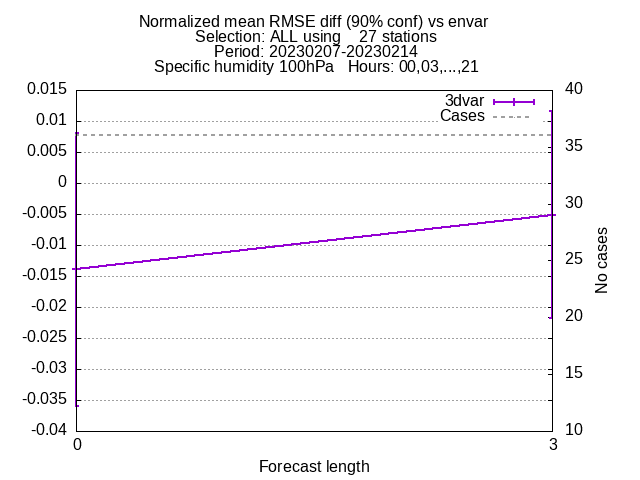 Normalized mean RMSE diff (90% conf) vs envar
Selection: ALL using    27 stations
Period: 20230207-20230214
Specific humidity 100hPa   Hours: 00,03,...,21
3dvar
Cases
0.015
0.01
0.005
0
-0.005
-0.01
-0.015
-0.02
-0.025
-0.03
-0.035
-0.04
40
35
30
25
20
15
10
No cases
0
3
Forecast length